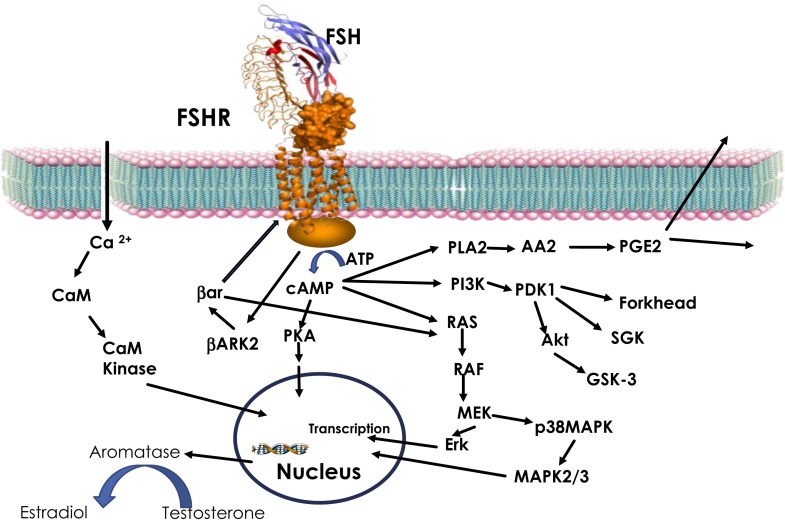 FSH
FSHR
Ca 2+
PLA2
AA2
PGE2
ATP
CaM
βar
cAMP
PI3K
PDK1
Forkhead
RAS
SGK
βARK2
PKA
Akt
CaM
Kinase
RAF
GSK-3
MEK
p38MAPK
Transcription
Erk
Aromatase
Nucleus
MAPK2/3
Estradiol
Testosterone